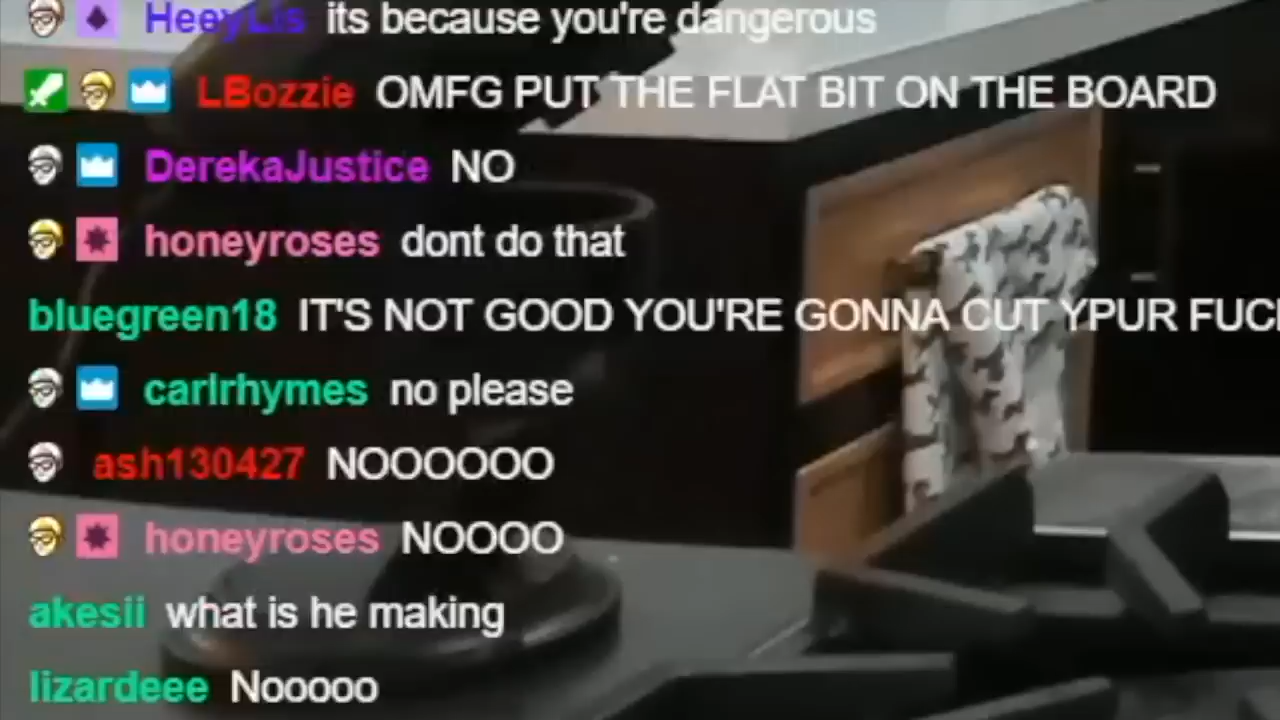 HeeyLis its because you're dangerous
LBozzie OMFG PUT THE FLAT BIT ON THE BOARD
DerekaJustice NO
honeyroses dont do that
bluegreen18 IT'S NOT GOOD YOU'RE GONNA CUT YPUR
carlrhymes no please
ash130427 NOOOOOO
honeyroses NOOOO
akesii what is he making
lizardeee Nooooo